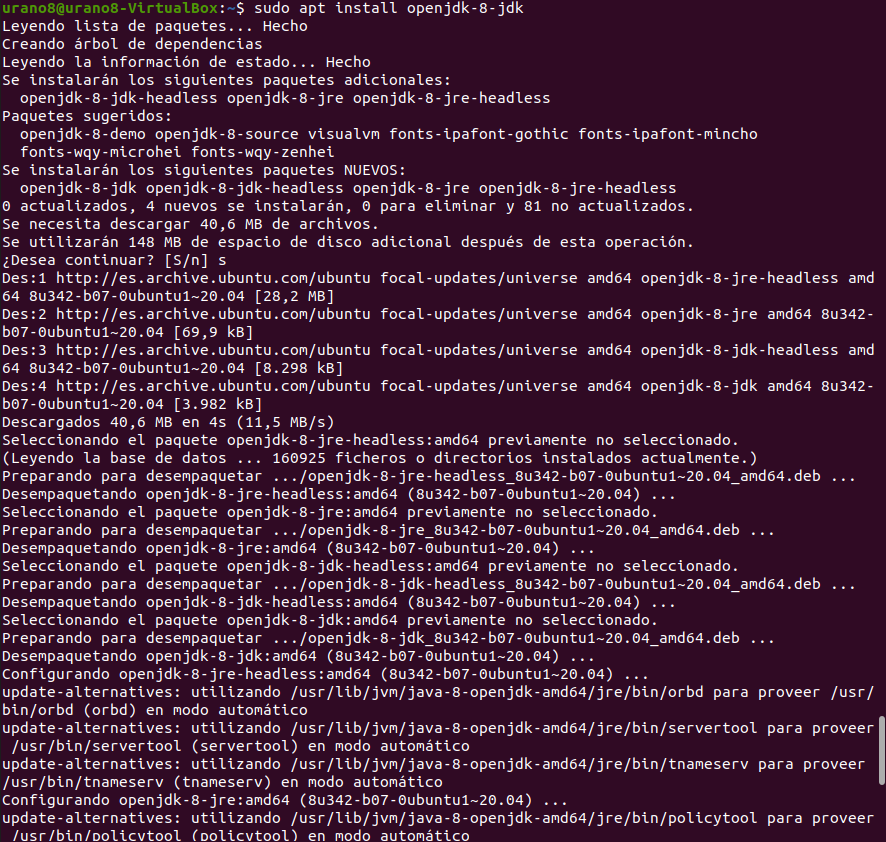 urano8@urano8-VirtualBox:~$ sudo apt install openjdk-8-jdk
Leyendo lista de paquetes... Hecho
Creando árbol de dependencias
Leyendo la información de estado... Hecho
Se instalarán los siguientes paquetes adicionales:
  openjdk-8-jdk-headless openjdk-8-jre openjdk-8-jre-headless
Paquetes sugeridos:
  openjdk-8-demo openjdk-8-source visualvm fonts-ipafont-gothic fonts-ipafont-mincho
  fonts-wqy-microhei fonts-wqy-zenhei
Se instalarán los siguientes paquetes NUEVOS:
  openjdk-8-jdk openjdk-8-jdk-headless openjdk-8-jre openjdk-8-jre-headless
0 actualizados, 4 nuevos se instalarán, 0 para eliminar y 81 no actualizados.
Se necesita descargar 40,6 MB de archivos.
Se utilizarán 148 MB de espacio de disco adicional después de esta operación.
¿Desea continuar? [S/n] s
Des:1 http://es.archive.ubuntu.com/ubuntu focal-updates/universe amd64 openjdk-8-jre-headless amd
64 8u342-b07-0ubuntu1~20.04 [28,2 MB]
Des:2 http://es.archive.ubuntu.com/ubuntu focal-updates/universe amd64 openjdk-8-jre amd64 8u342-
b07-0ubuntu1~20.04 [69,9 kB]
Des:3 http://es.archive.ubuntu.com/ubuntu focal-updates/universe amd64 openjdk-8-jdk-headless amd
64 8u342-b07-0ubuntu1~20.04 [8.298 kB]
Des:4 http://es.archive.ubuntu.com/ubuntu focal-updates/universe amd64 openjdk-8-jdk amd64 8u342-
b07-0ubuntu1~20.04 [3.982 kB]
Descargados 40,6 MB en 4s (11,5 MB/s)
Seleccionando el paquete openjdk-8-jre-headless:amd64 previamente no seleccionado.
(Leyendo la base de datos ... 160925 ficheros o directorios instalados actualmente.)
Preparando para desempaquetar .../openjdk-8-jre-headless_8u342-b07-0ubuntu1~20.04_amd64.deb ...
Desempaquetando openjdk-8-jre-headless:amd64 (8u342-b07-0ubuntu1~20.04) ...
Seleccionando el paquete openjdk-8-jre:amd64 previamente no seleccionado.
Preparando para desempaquetar .../openjdk-8-jre_8u342-b07-0ubuntu1~20.04_amd64.deb ...
Desempaquetando openjdk-8-jre:amd64 (8u342-b07-0ubuntu1~20.04) ...
Seleccionando el paquete openjdk-8-jdk-headless:amd64 previamente no seleccionado.
Preparando para desempaquetar .../openjdk-8-jdk-headless_8u342-b07-0ubuntu1~20.04_amd64.deb ...
Desempaquetando openjdk-8-jdk-headless:amd64 (8u342-b07-0ubuntu1~20.04) ...
Seleccionando el paquete openjdk-8-jdk:amd64 previamente no seleccionado.
Preparando para desempaquetar .../openjdk-8-jdk_8u342-b07-0ubuntu1~20.04_amd64.deb ...
Desempaquetando openjdk-8-jdk:amd64 (8u342-b07-0ubuntu1~20.04) ...
Configurando openjdk-8-jre-headless:amd64 (8u342-b07-0ubuntu1~20.04) ...
update-alternatives: utilizando /usr/lib/jvm/java-8-openjdk-amd64/jre/bin/orbd para proveer /usr/
bin/orbd (orbd) en modo automático
update-alternatives: utilizando /usr/lib/jvm/java-8-openjdk-amd64/jre/bin/servertool para proveer
 /usr/bin/servertool (servertool) en modo automático
update-alternatives: utilizando /usr/lib/jvm/java-8-openjdk-amd64/jre/bin/tnameserv para proveer
/usr/bin/tnameserv (tnameserv) en modo automático
Configurando openjdk-8-jre:amd64 (8u342-b07-0ubuntu1~20.04) ...
update-alternatives: utilizando /usr/lib/jvm/java-8-openjdk-amd64/jre/bin/policytool para proveer
 /usr/bin/policytool (policytool) en modo automático